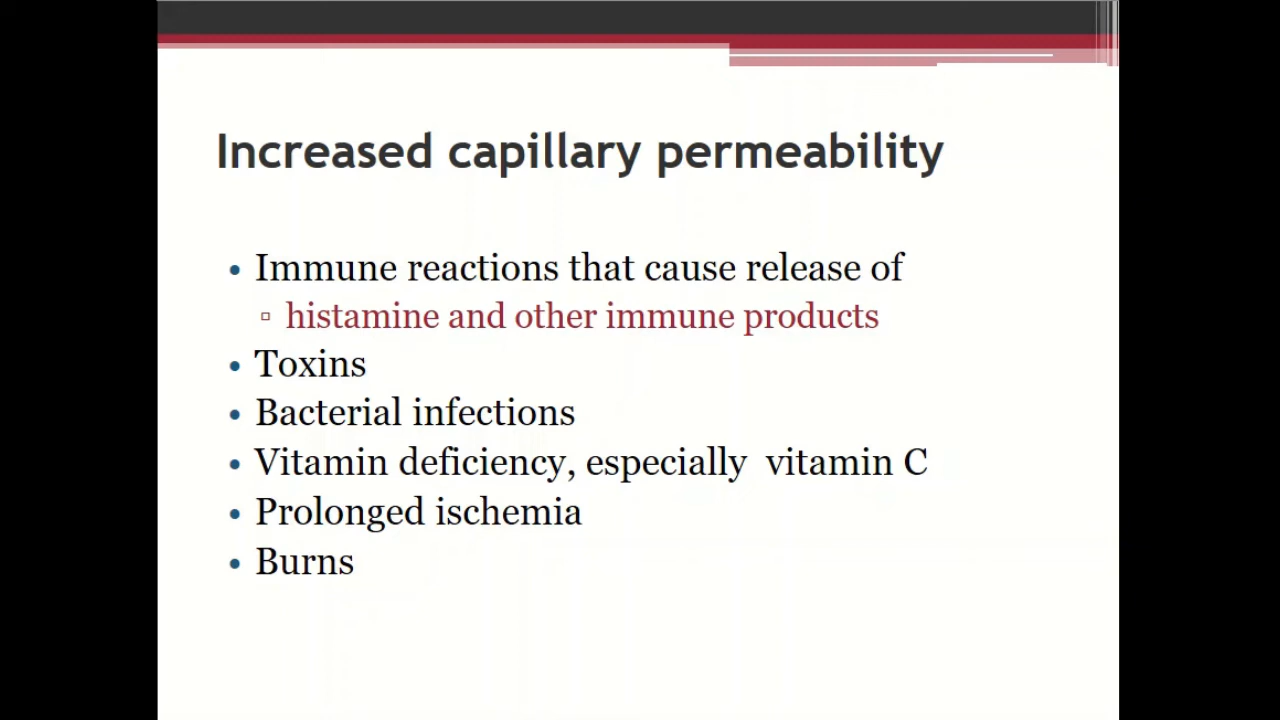 Increased capillary permeability
• Immune reactions that cause release of
▫ histamine and other immune products
• Toxins
• Bacterial infections
• Vitamin deficiency, especially  vitamin C
• Prolonged ischemia
• Burns